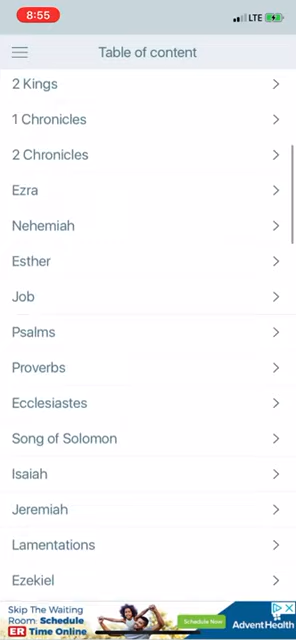 8:55 LTE
Table of content
2 Kings
1 Chronicles
2 Chronicles
Ezra
Nehemiah
Esther
Job
Psalms
Proverbs
Ecclesiastes
Song of Solomon
Isaiah
Jeremiah
Lamentations
Ezekiel
Skip The Waiting
Room: Schedule
ER Time Online
Schedule Now
AdventHealth